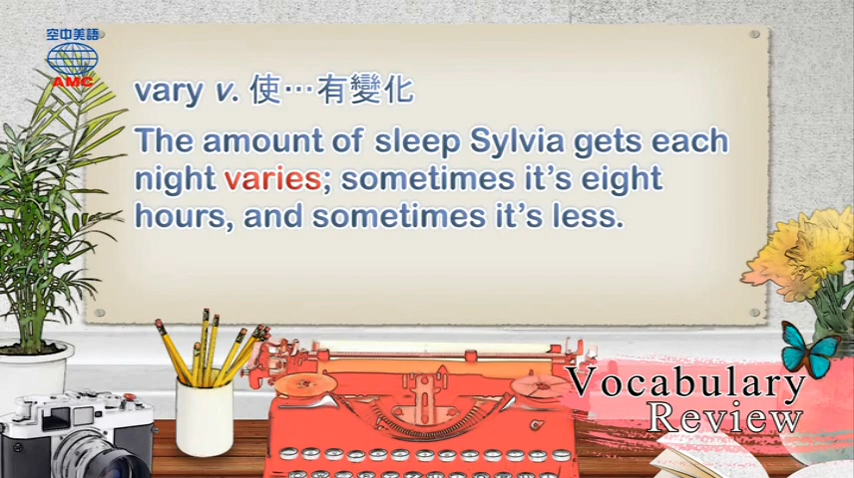 空中美語
AMC
vary v. 使…有變化
The amount of sleep Sylvia gets each
night varies; sometimes it's eight
hours, and sometimes it's less.
Vocabulary
Review